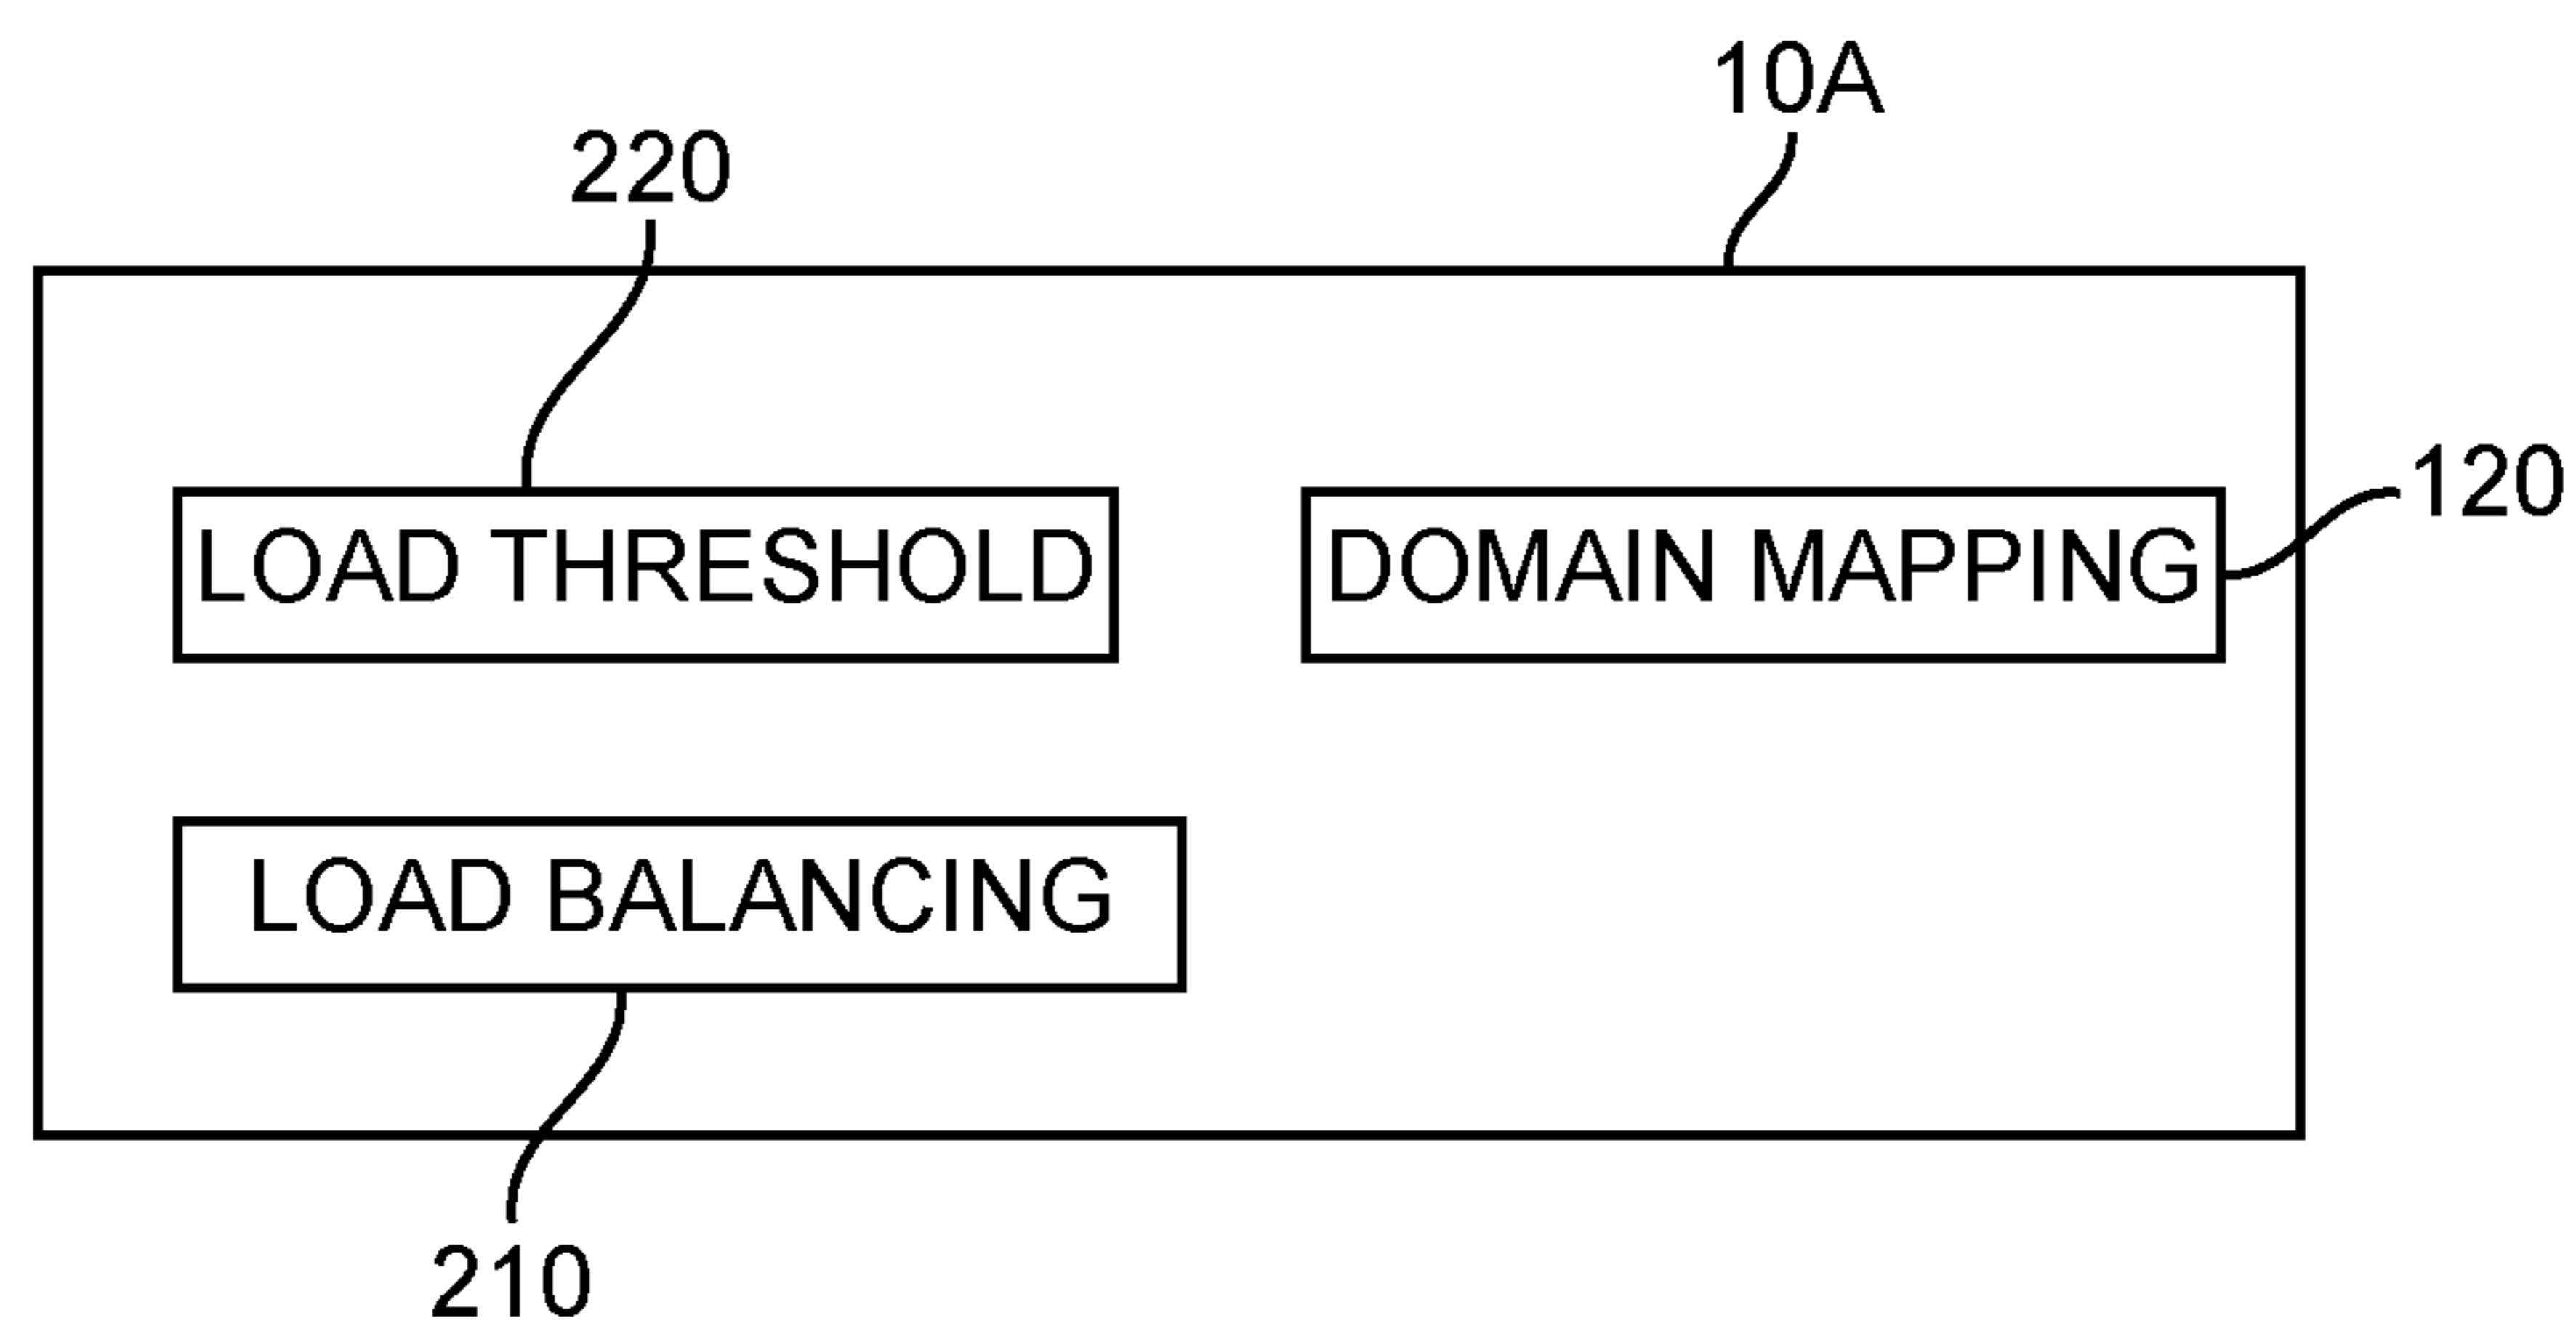 10A
220
120
LOAD THRESHOLD
DOMAIN MAPPING
LOAD BALANCING
210